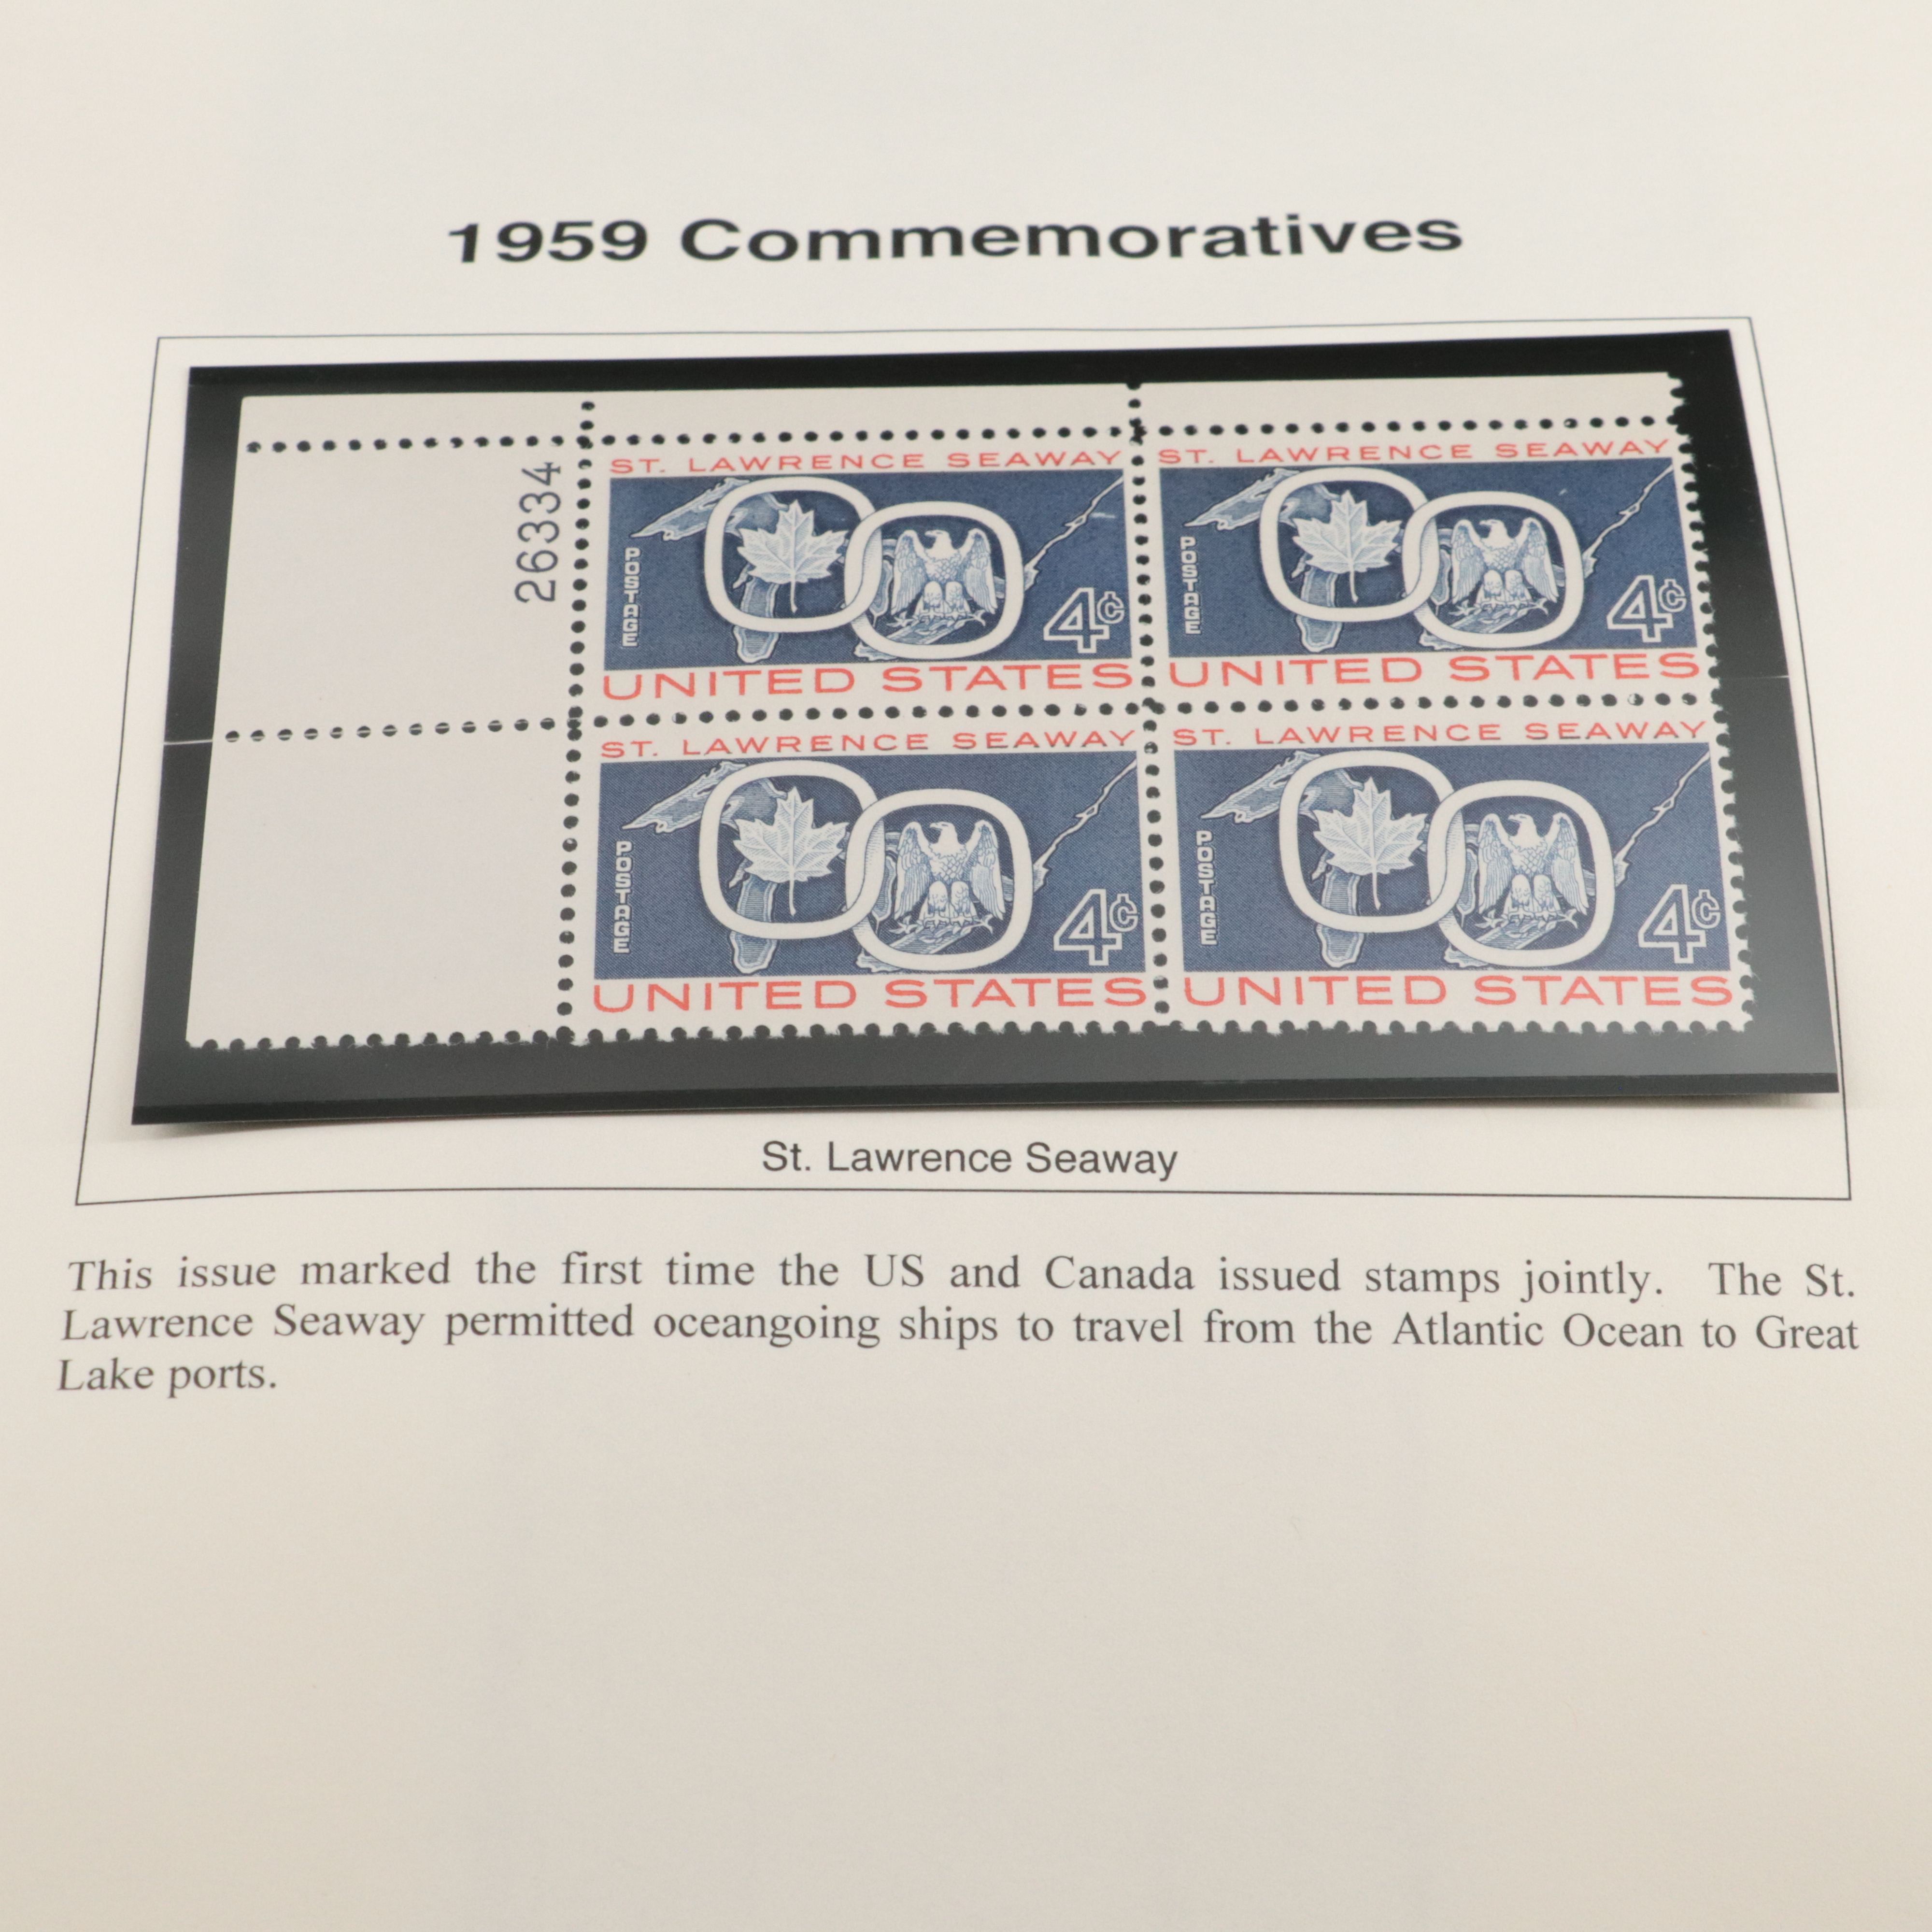 1959 Commemoratives
26334
ST. LAWRENCE SEAWAY
POSTAGE
4¢
UNITED STATES
ST. LAWRENCE SEAWAY
POSTAGE
4¢
UNITED STATES
ST. LAWRENCE SEAWAY
POSTAGE
4¢
UNITED STATES
ST. LAWRENCE SEAWAY
POSTAGE
4¢
UNITED STATES
St. Lawrence Seaway
This issue marked the first time the US and Canada issued stamps jointly. The St.
Lawrence Seaway permitted oceangoing ships to travel from the Atlantic Ocean to Great
Lake ports.